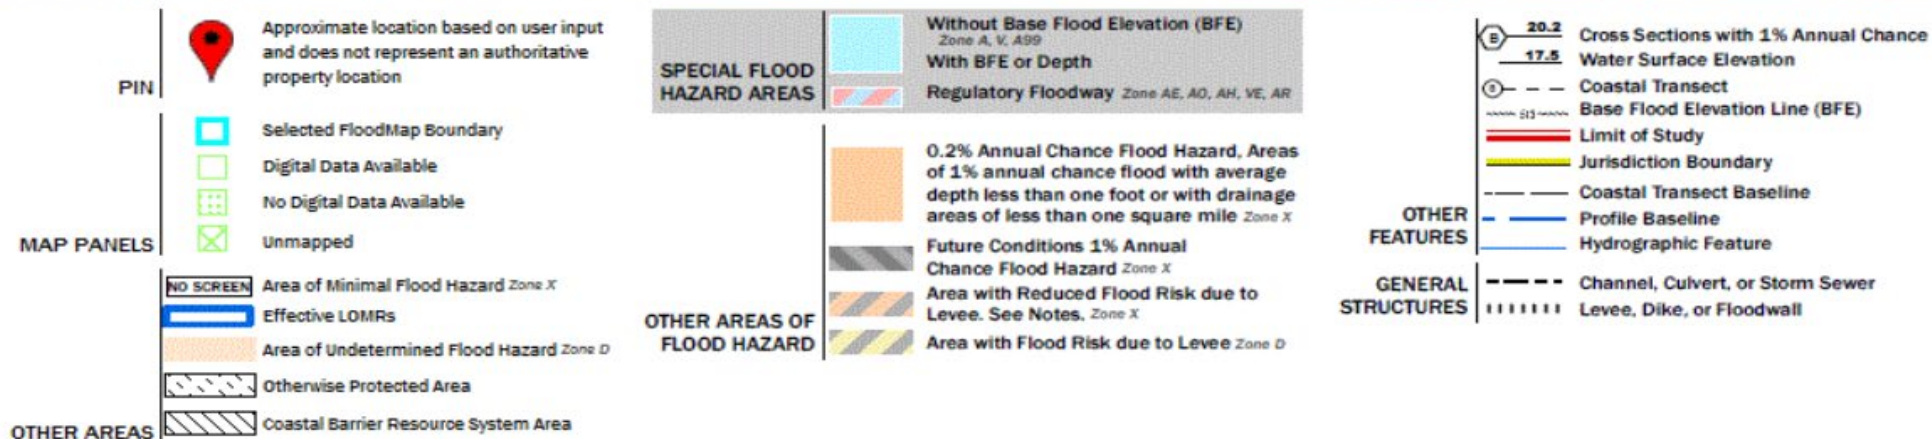 Approximate location based on user input
and does not represent an authoritative
property location
PIN
Selected FloodMap Boundary
Digital Data Available
No Digital Data Available
Unmapped
MAP PANELS
NO SCREEN Area of Minimal Flood Hazard Zone X
Effective LOMRs
Area of Undetermined Flood Hazard Zone D
Otherwise Protected Area
Coastal Barrier Resource System Area
OTHER AREAS
Without Base Flood Elevation (BFE)
Zone A, V, A99
With BFE or Depth
Regulatory Floodway Zone AE, AO, AH, VE, AR
SPECIAL FLOOD
HAZARD AREAS
0.2% Annual Chance Flood Hazard, Areas
of 1% annual chance flood with average
depth less than one foot or with drainage
areas of less than one square mile Zone X
Future Conditions 1% Annual
Chance Flood Hazard Zone X
Area with Reduced Flood Risk due to
Levee. See Notes. Zone X
Area with Flood Risk due to Levee Zone D
OTHER AREAS OF
FLOOD HAZARD
B 20.2 Cross Sections with 1% Annual Chance
17.5 Water Surface Elevation
8 Coastal Transect
513 Base Flood Elevation Line (BFE)
Limit of Study
Jurisdiction Boundary
Coastal Transect Baseline
Profile Baseline
Hydrographic Feature
OTHER
FEATURES
Channel, Culvert, or Storm Sewer
Levee, Dike, or Floodwall
GENERAL
STRUCTURES